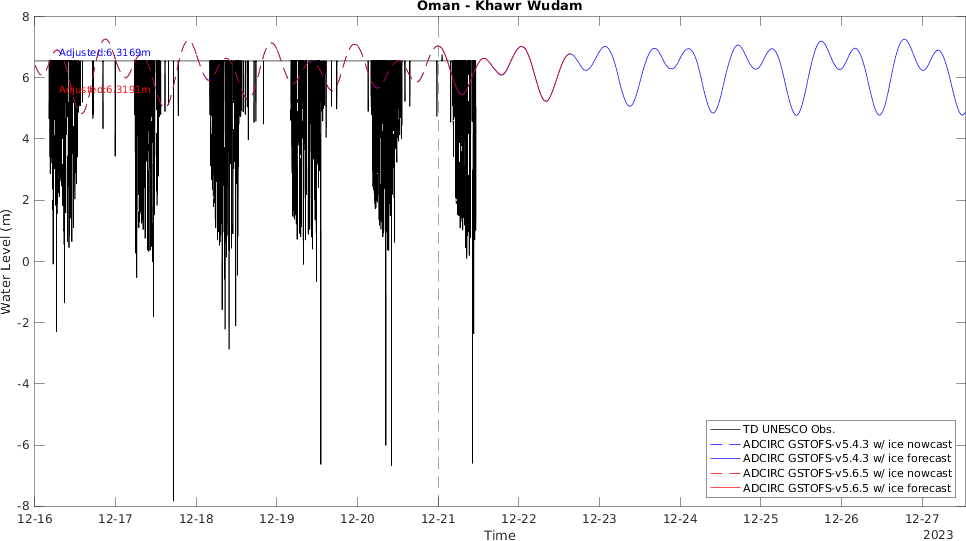 Oman - Khawr Wudam
Adjusted:6.3169m
Adjusted:6.3191m
Water Level (m)
8
6
4
2
0
-2
-4
-6
-8
TD UNESCO Obs.
ADCIRC GSTOFS-v5.4.3 w/ ice nowcast
ADCIRC GSTOFS-v5.4.3 w/ ice forecast
ADCIRC GSTOFS-v5.6.5 w/ ice nowcast
ADCIRC GSTOFS-v5.6.5 w/ ice forecast
12-16 12-17 12-18 12-19 12-20 12-21 12-22 12-23 12-24 12-25 12-26 12-27
2023
Time